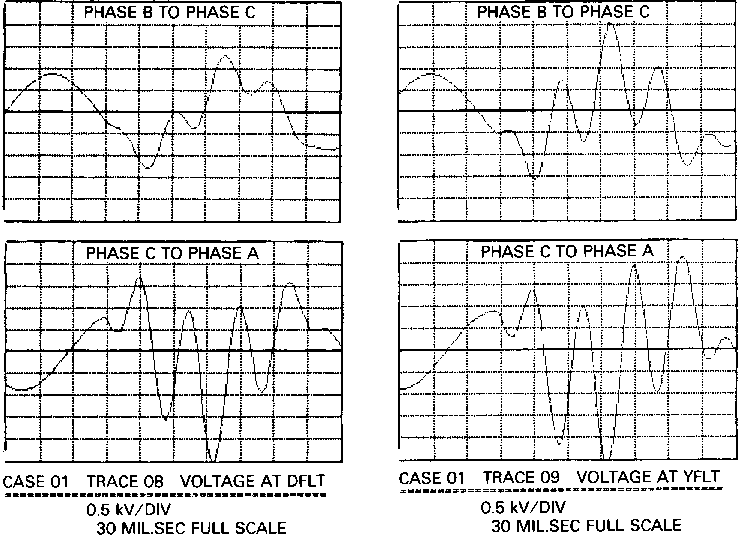 PHASE B TO PHASE C
PHASE B TO PHASE C
PHASE C TO PHASE A
PHASE C TO PHASE A
CASE 01 TRACE 08 VOLTAGE AT DFLT
0.5 kV/DIV
30 MIL.SEC FULL SCALE
CASE 01 TRACE 09 VOLTAGE AT YFLT
0.5 kV/DIV
30 MIL.SEC FULL SCALE